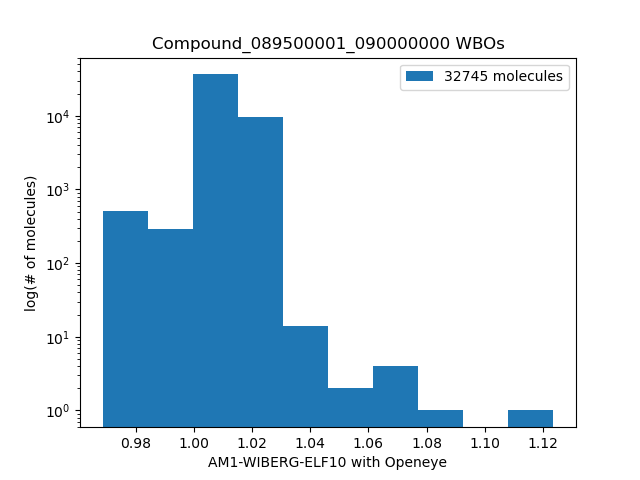 Compound_089500001_090000000 WBOs
32745 molecules
log(# of molecules)
10⁴
10³
10²
10¹
10⁰
0.98 1.00 1.02 1.04 1.06 1.08 1.10 1.12
AM1-WIBERG-ELF10 with Openeye